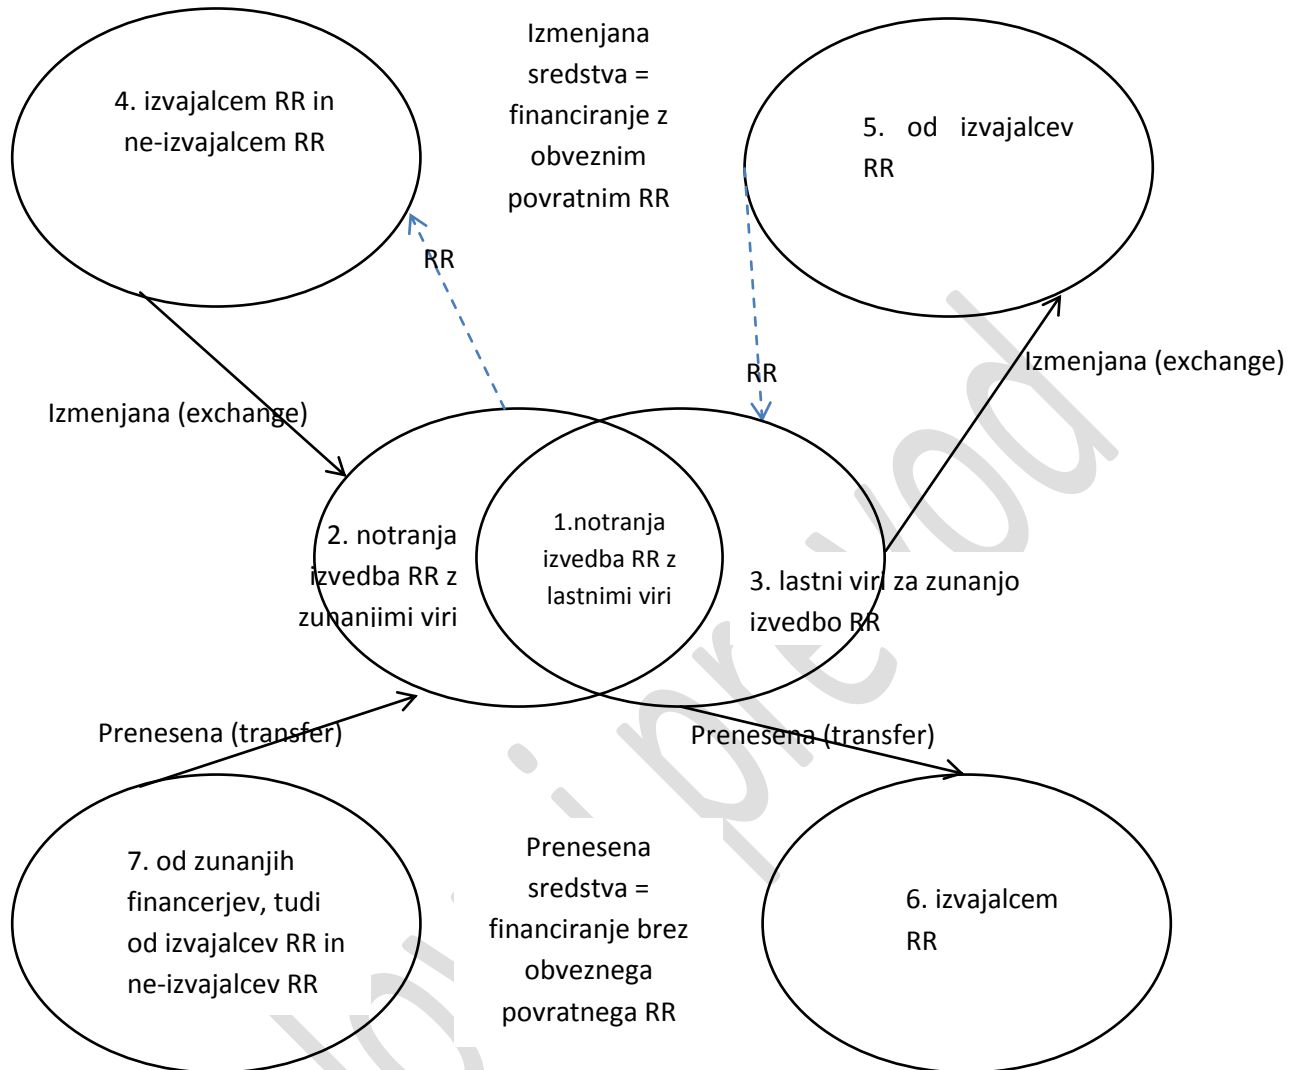 Izmenjana
sredstva =
financiranje z
obveznim
povratnim RR
4. izvajalcem RR in
ne-izvajalcem RR
5. od izvajalcev
RR
RR
RR
Izmenjana (exchange)
Izmenjana (exchange)
2. notranja
izvedba RR z
zunanjimi viri
1.notranja
izvedba RR z
lastnimi viri
3. lastni viri za zunanjo
izvedbo RR
Prenesena (transfer)
Prenesena (transfer)
7. od zunanjih
financerjev, tudi
od izvajalcev RR in
ne-izvajalcev RR
Prenesena
sredstva =
financiranje brez
obveznega
povratnega RR
6. izvajalcem
RR